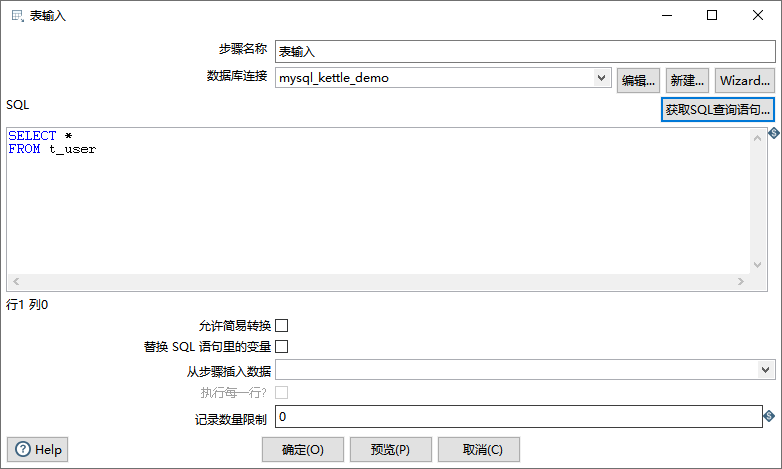 表输入
步骤名称 表输入
数据库连接 mysql_kettle_demo 编辑... 新建... Wizard...
SQL 获取SQL查询语句...
SELECT *
FROM t_user
行1 列0
允许简易转换
替换 SQL 语句里的变量
从步骤插入数据
执行每一行?
记录数量限制 0
Help 确定(O) 预览(P) 取消(C)